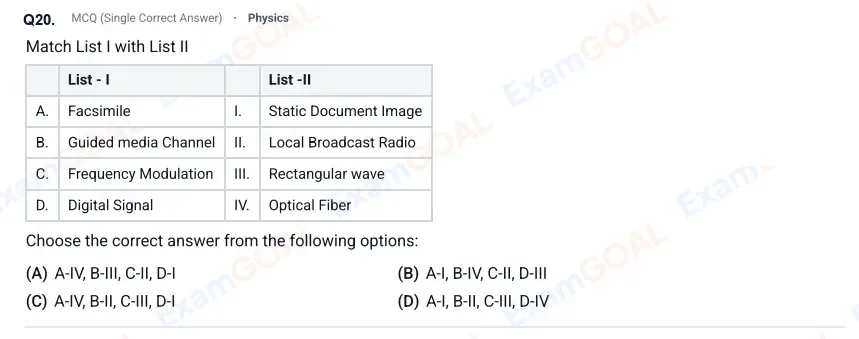 Q20. MCQ (Single Correct Answer) · Physics
Match List I with List II
List - I List -II
A. Facsimile I. Static Document Image
B. Guided media Channel II. Local Broadcast Radio
C. Frequency Modulation III. Rectangular wave
D. Digital Signal IV. Optical Fiber
Choose the correct answer from the following options:
(A) A-IV, B-III, C-II, D-I (B) A-I, B-IV, C-II, D-III
(C) A-IV, B-II, C-III, D-I (D) A-I, B-II, C-III, D-IV
ExamGOAL